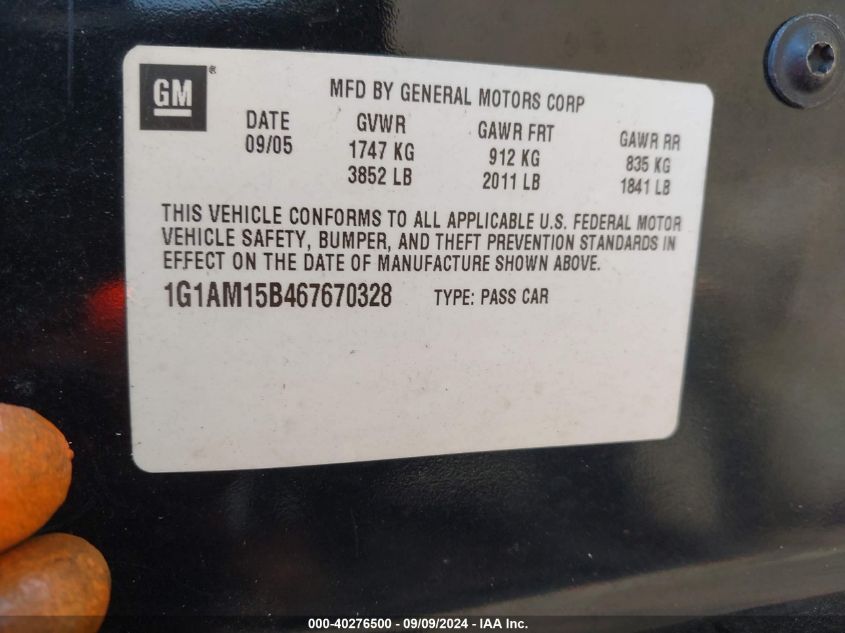 GM®
MFD BY GENERAL MOTORS CORP
DATE GVWR GAWR FRT GAWR RR
09/05 1747 KG 912 KG 835 KG
3852 LB 2011 LB 1841 LB
THIS VEHICLE CONFORMS TO ALL APPLICABLE U.S. FEDERAL MOTOR
VEHICLE SAFETY, BUMPER, AND THEFT PREVENTION STANDARDS IN
EFFECT ON THE DATE OF MANUFACTURE SHOWN ABOVE.
1G1AM15B467670328 TYPE: PASS CAR
000-40276500 - 09/09/2024 - IAA Inc.